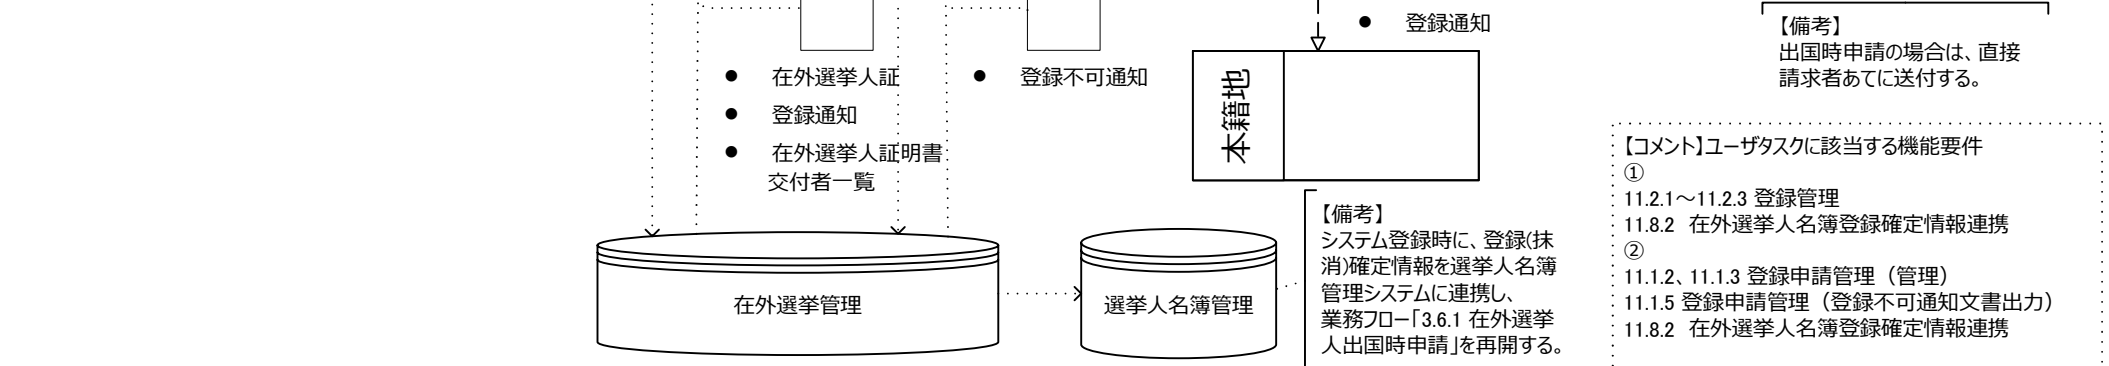 ● 登録通知
【備考】
出国時申請の場合は、直接
請求者あてに送付する。
● 在外選挙人証
● 登録通知
● 在外選挙人証明書
交付者一覧
● 登録不可通知
本籍地
【コメント】ユーザタスクに該当する機能要件
①
11.2.1～11.2.3 登録管理
11.8.2 在外選挙人名簿登録確定情報連携
②
11.1.2、11.1.3 登録申請管理（管理）
11.1.5 登録申請管理（登録不可通知文書出力）
11.8.2 在外選挙人名簿登録確定情報連携
【備考】
システム登録時に、登録(抹
消)確定情報を選挙人名簿
管理システムに連携し、
業務フロー「3.6.1 在外選挙
人出国時申請」を再開する。
在外選挙管理
選挙人名簿管理